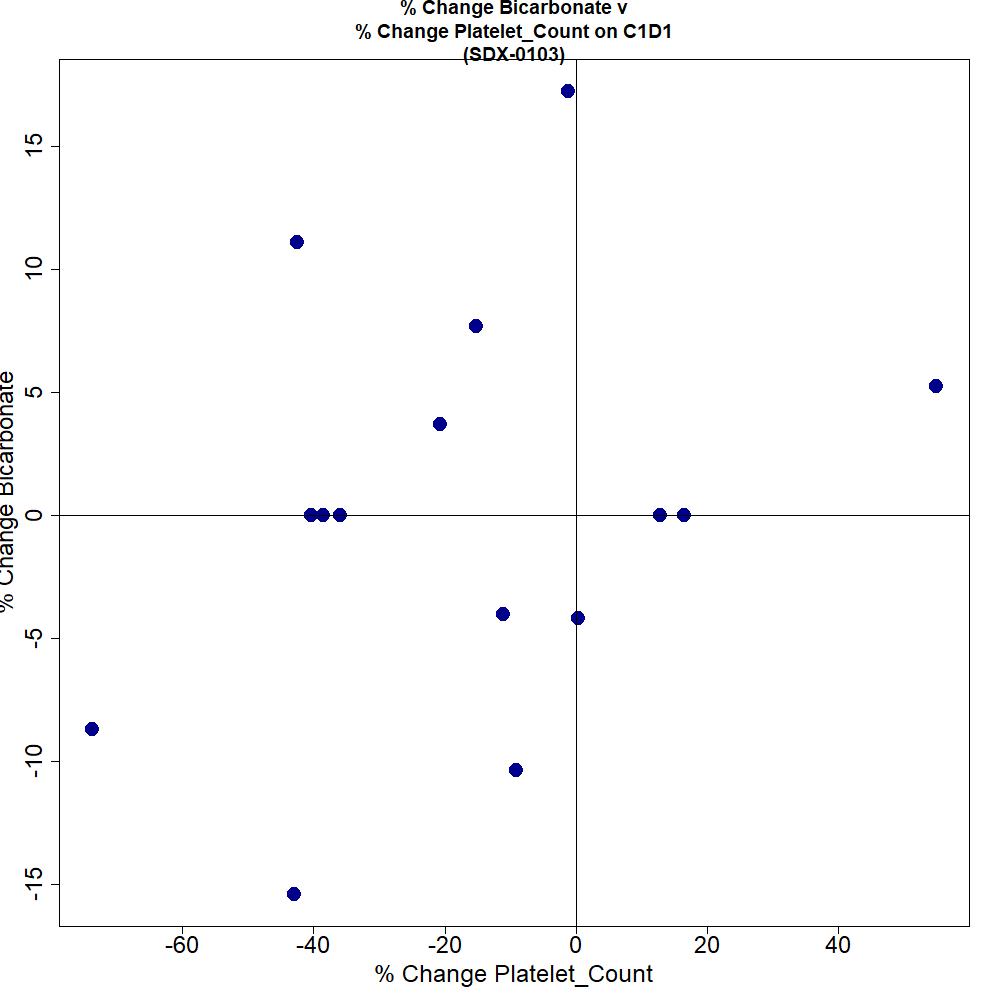 % Change Bicarbonate v
% Change Platelet_Count on C1D1
(SDX-0103)
% Change Bicarbonate
15
10
5
0
-5
-10
-15
-60
-40
-20
0
20
40
% Change Platelet_Count